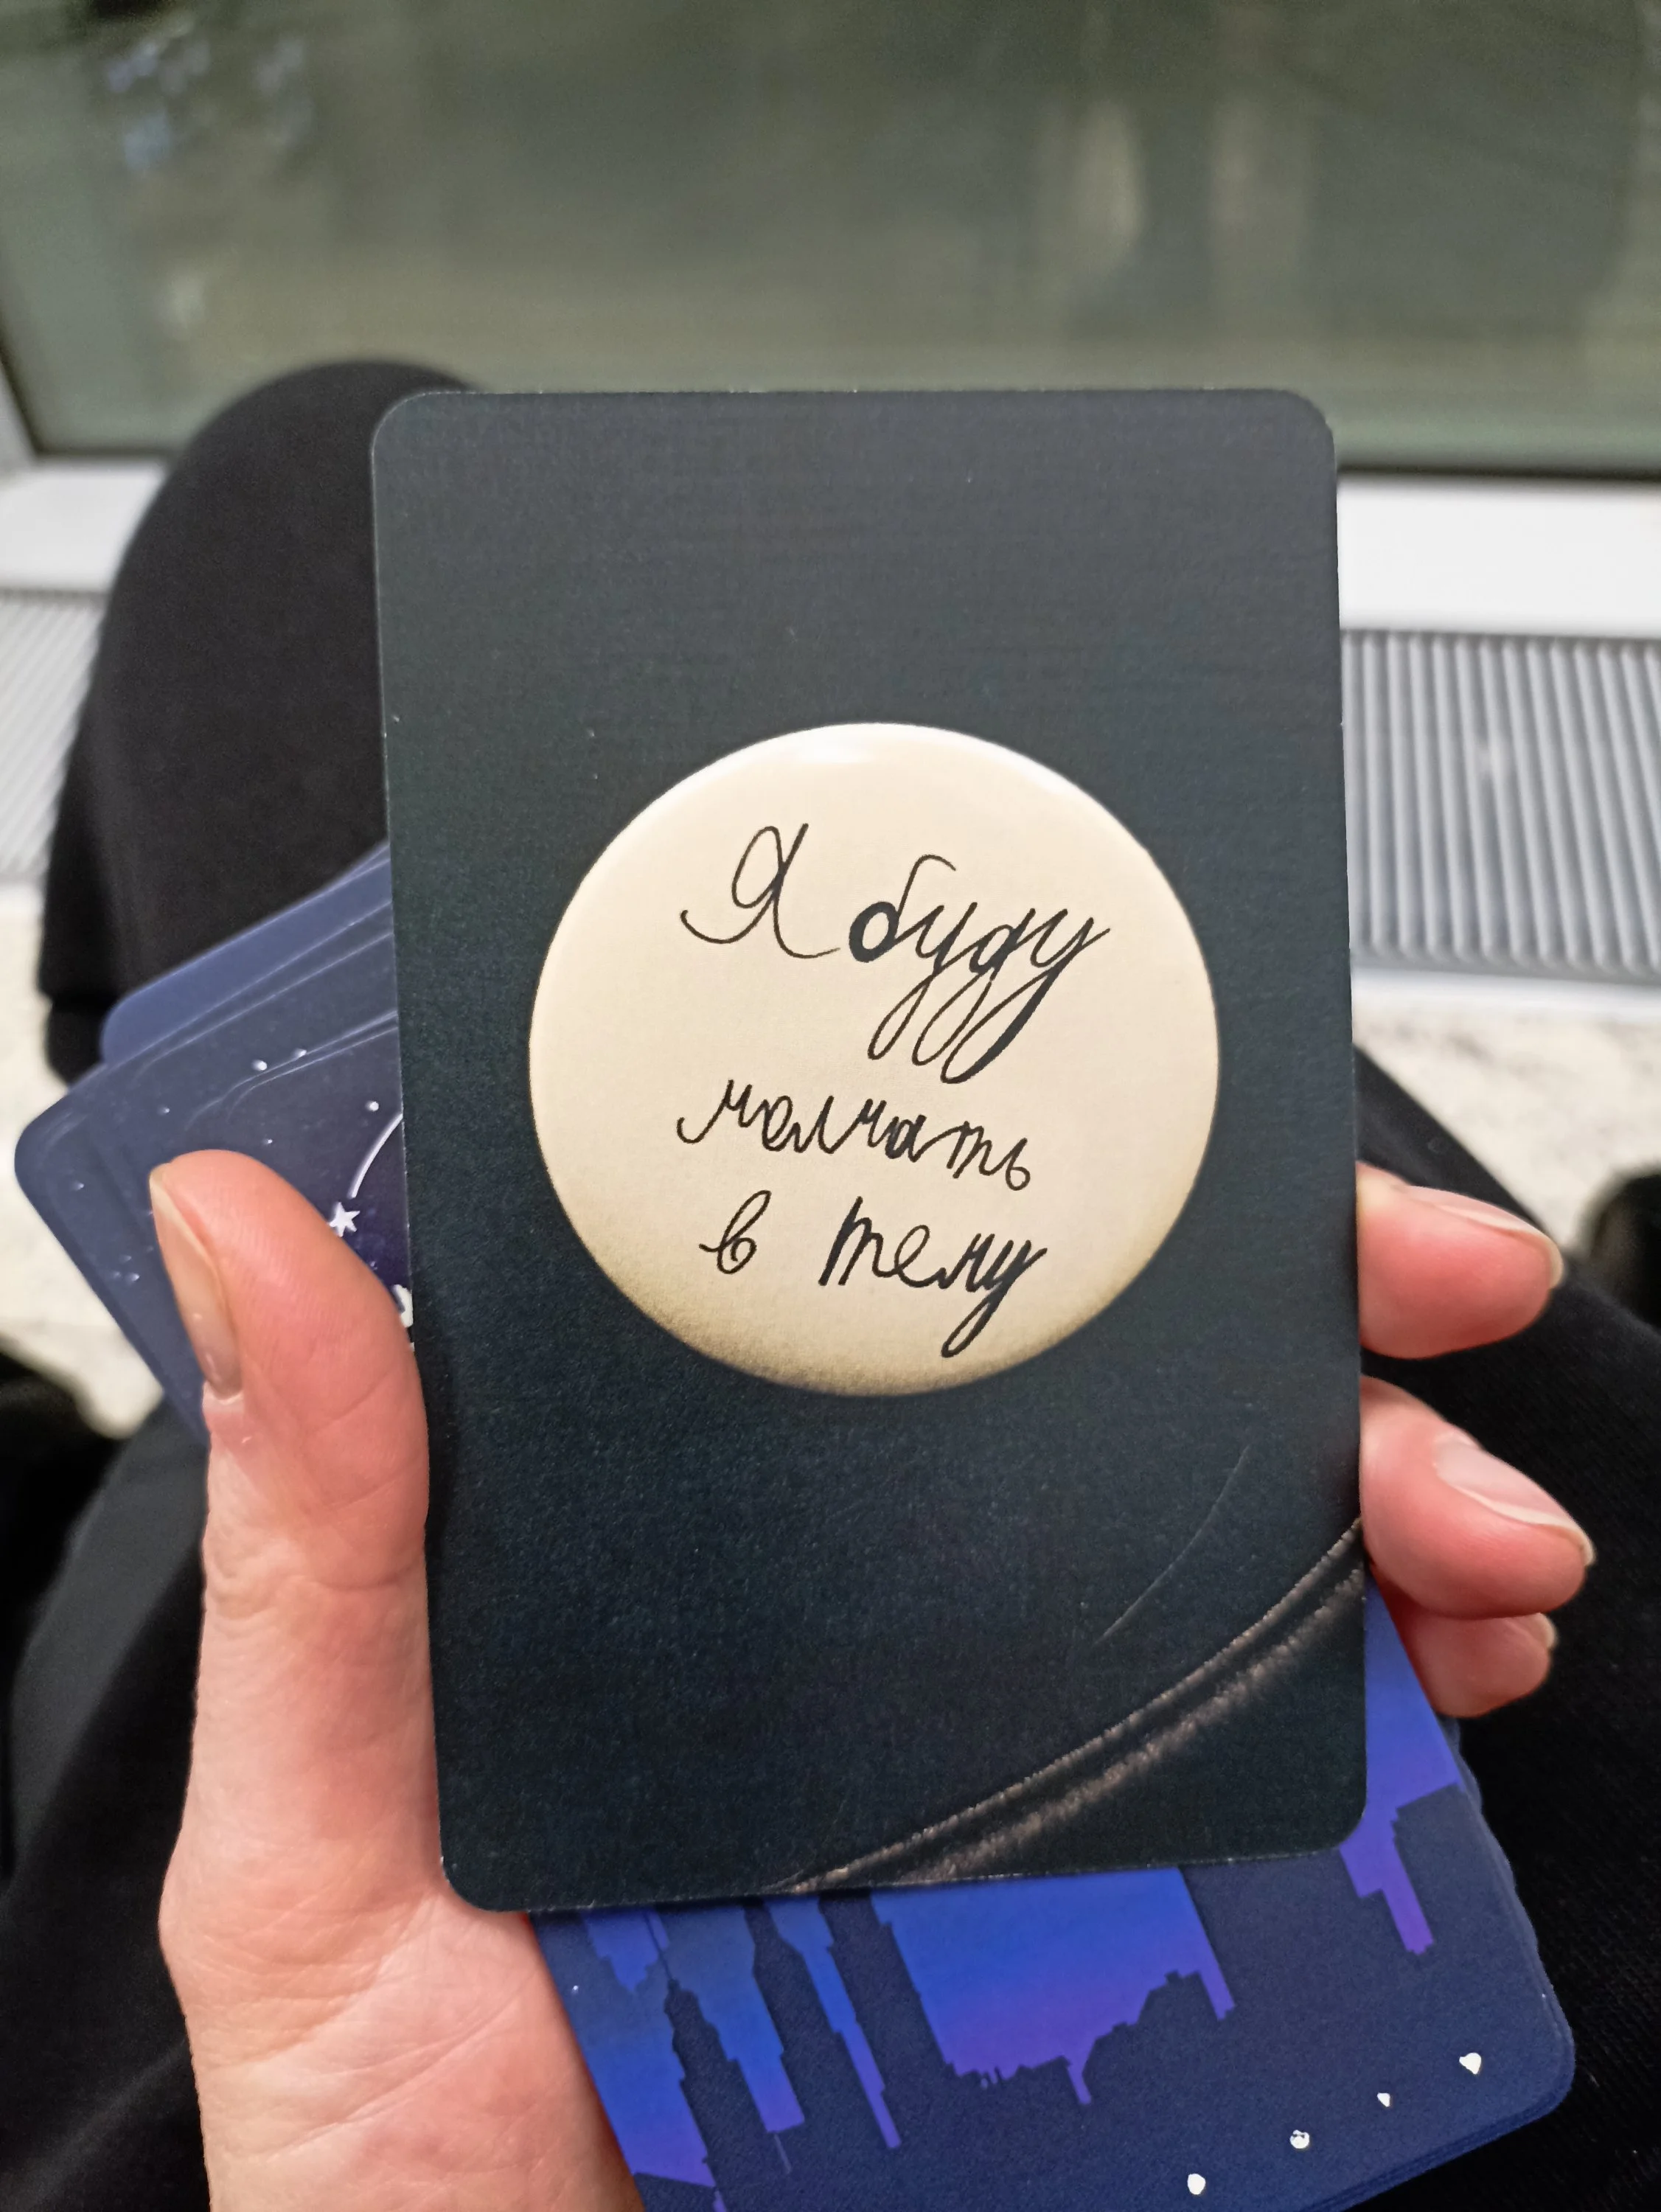 Я буду
молчать
в тему